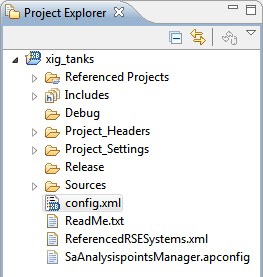 Project Explorer
xig_tanks
Referenced Projects
Includes
Debug
Project_Headers
Project_Settings
Release
Sources
config.xml
ReadMe.txt
ReferencedRSESystems.xml
SaAnalysispointsManager.apconfig